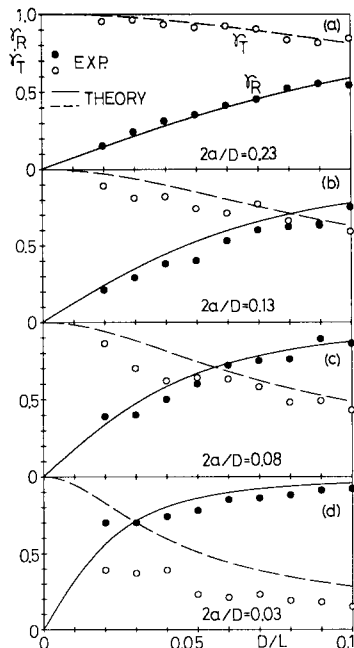 1.0
γR
γT
(a)
γT
● EXP.
○
0.5
— THEORY
---
γR
2a/D=0.23
0
(b)
0.5
2a/D=0.13
0
(c)
0.5
2a/D=0.08
0
(d)
0.5
2a/D=0.03
0
0 0.05 D/L 0.1